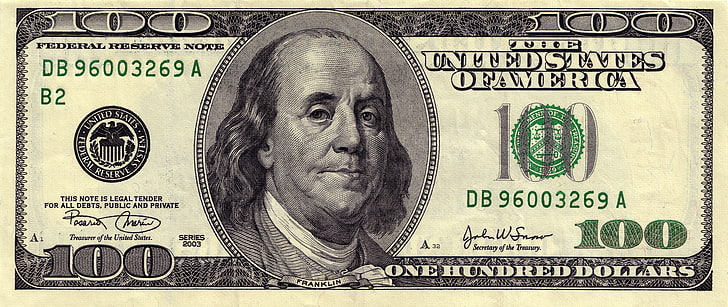 100 100
FEDERAL RESERVE NOTE
THE
UNITED STATES
OF AMERICA
DB 96003269 A
B2
100
UNITED STATES FEDERAL RESERVE SYSTEM
THIS NOTE IS LEGAL TENDER
FOR ALL DEBTS, PUBLIC AND PRIVATE
DB 96003269 A
Treasurer of the United States.
SERIES
2003
A 32
John W Snow
Secretary of the Treasury.
100
A 1
100
FRANKLIN
ONE HUNDRED DOLLARS